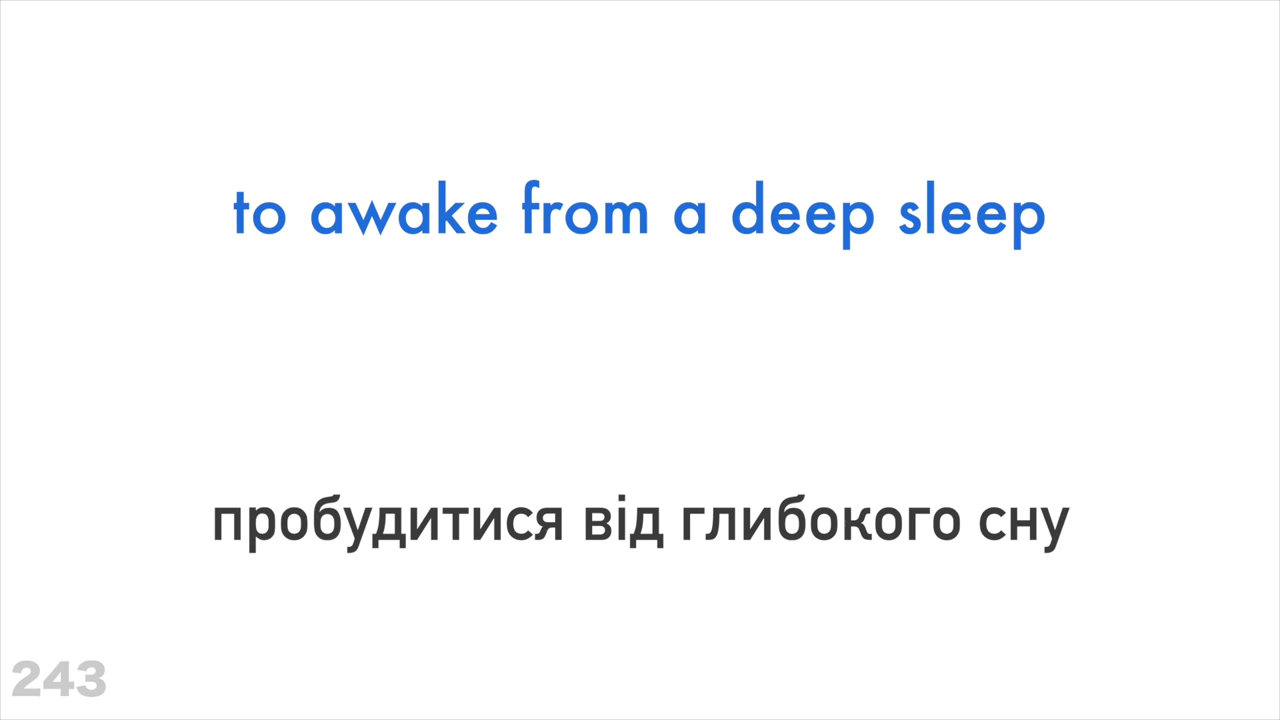 to awake from a deep sleep
пробудитися від глибокого сну
243